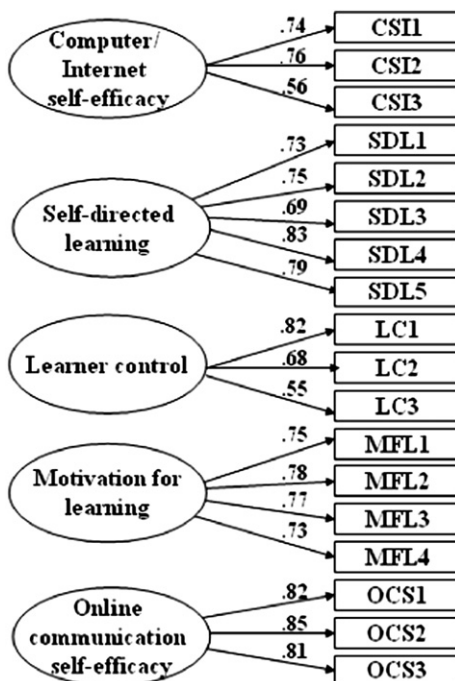 Computer/
Internet
self-efficacy
.74
CSI1
.76
CSI2
.56
CSI3
Self-directed
learning
.73
SDL1
.75
SDL2
.69
SDL3
.83
SDL4
.79
SDL5
Learner control
.82
LC1
.68
LC2
.55
LC3
Motivation for
learning
.75
MFL1
.78
MFL2
.77
MFL3
.73
MFL4
Online
communication
self-efficacy
.82
OCS1
.85
OCS2
.81
OCS3